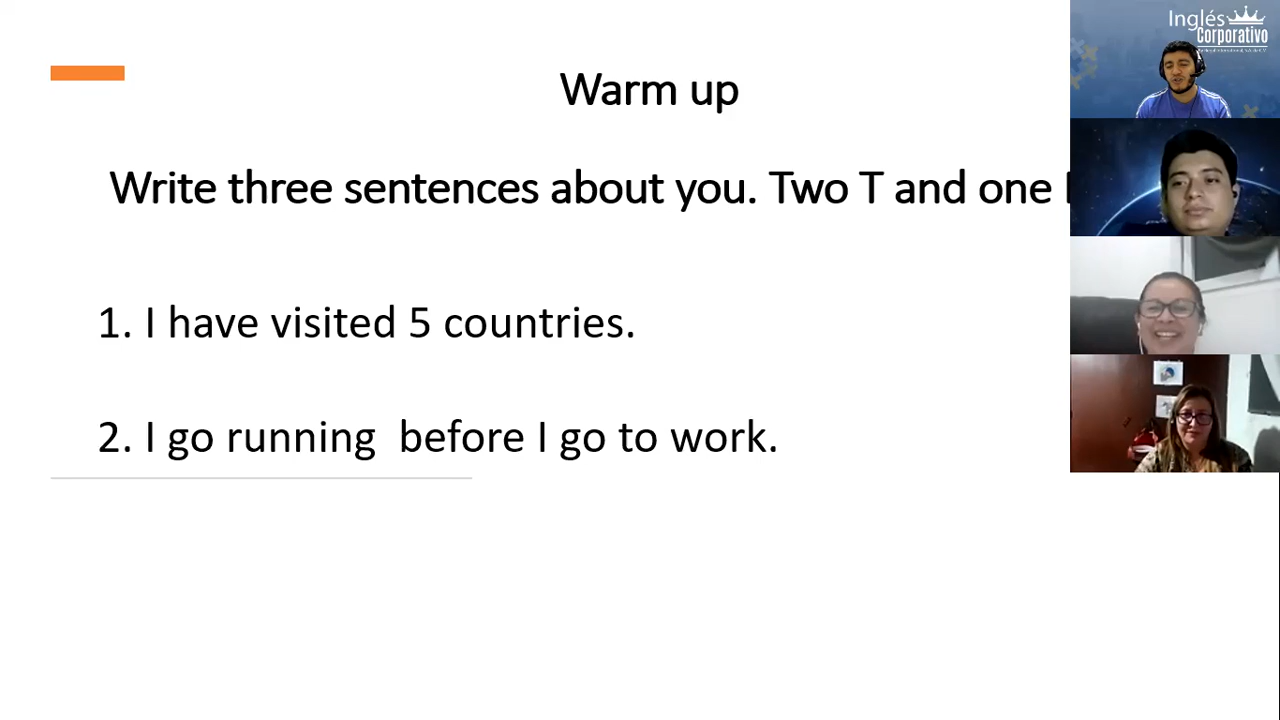 Inglés
Corporativo
Warm up
Write three sentences about you. Two T and one
1. I have visited 5 countries.
2. I go running before I go to work.